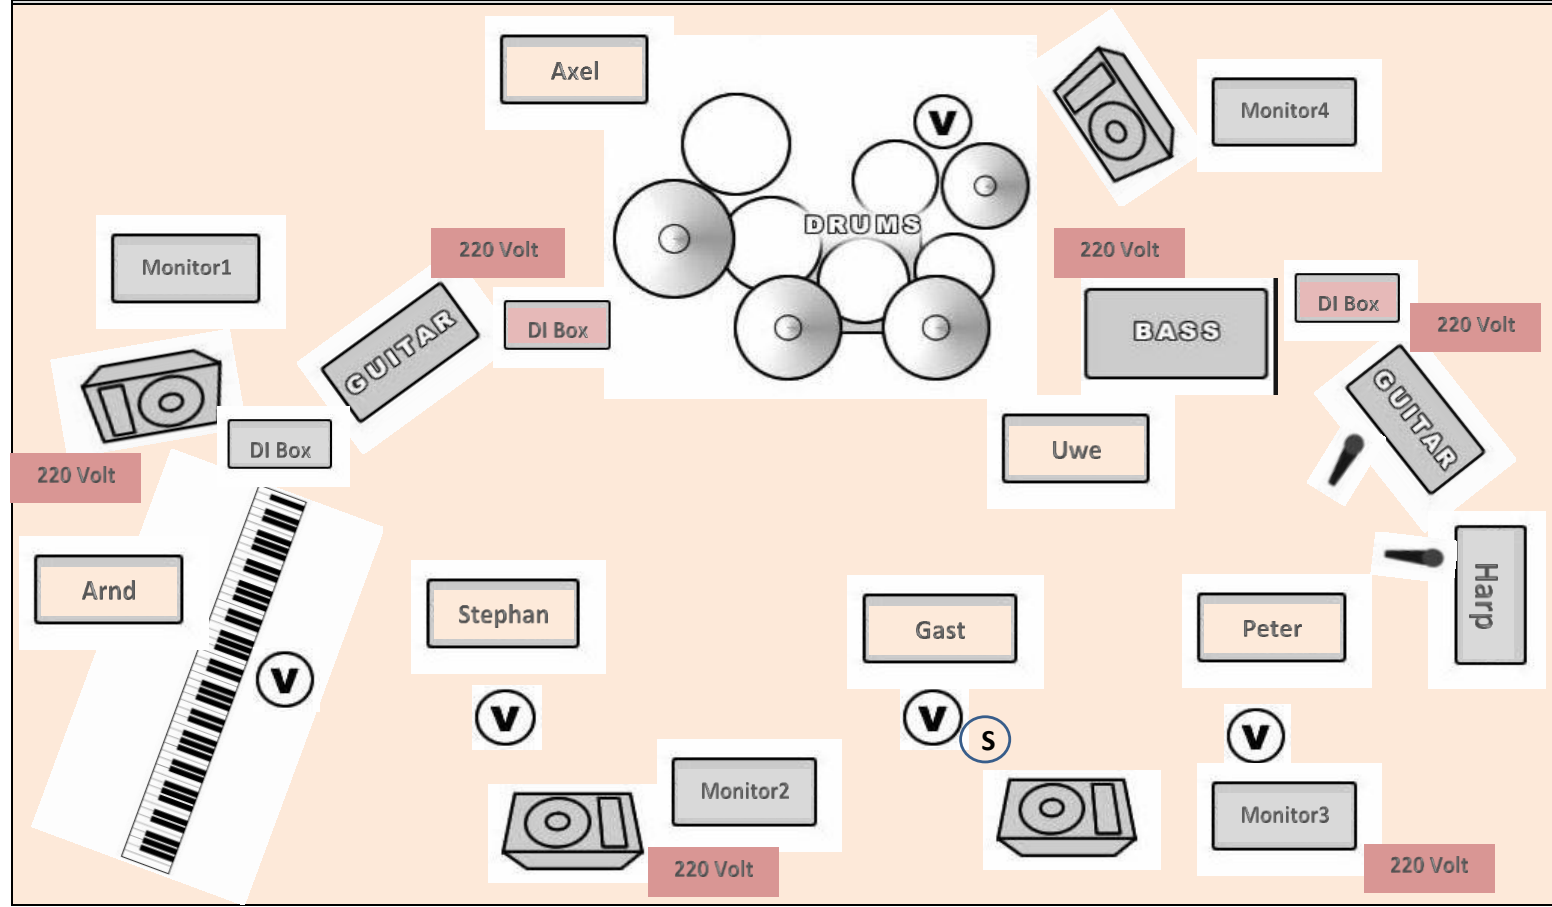 Axel
V
Monitor4
DRUMS
220 Volt
220 Volt
Monitor1
DI Box
DI Box
220 Volt
GUITAR
BASS
GUITAR
DI Box
Uwe
220 Volt
Arnd
Stephan
Gast
Peter
Harp
V
V
V
S
V
Monitor2
Monitor3
220 Volt
220 Volt